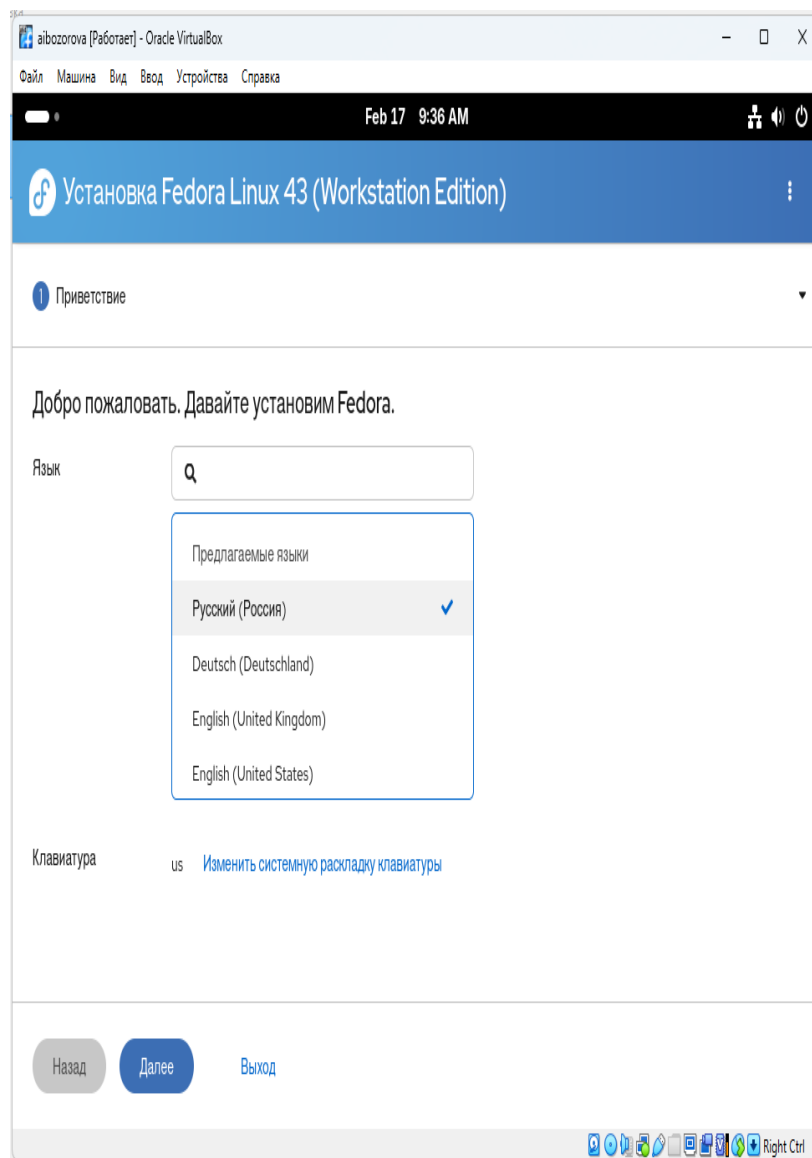 aibozorova [Работает] - Oracle VirtualBox
Файл Машина Вид Ввод Устройства Справка
Feb 17 9:36 AM
Установка Fedora Linux 43 (Workstation Edition)
1 Приветствие
Добро пожаловать. Давайте установим Fedora.
Язык
Предлагаемые языки
Русский (Россия)
Deutsch (Deutschland)
English (United Kingdom)
English (United States)
Клавиатура us Изменить системную раскладку клавиатуры
Назад Далее Выход
Right Ctrl